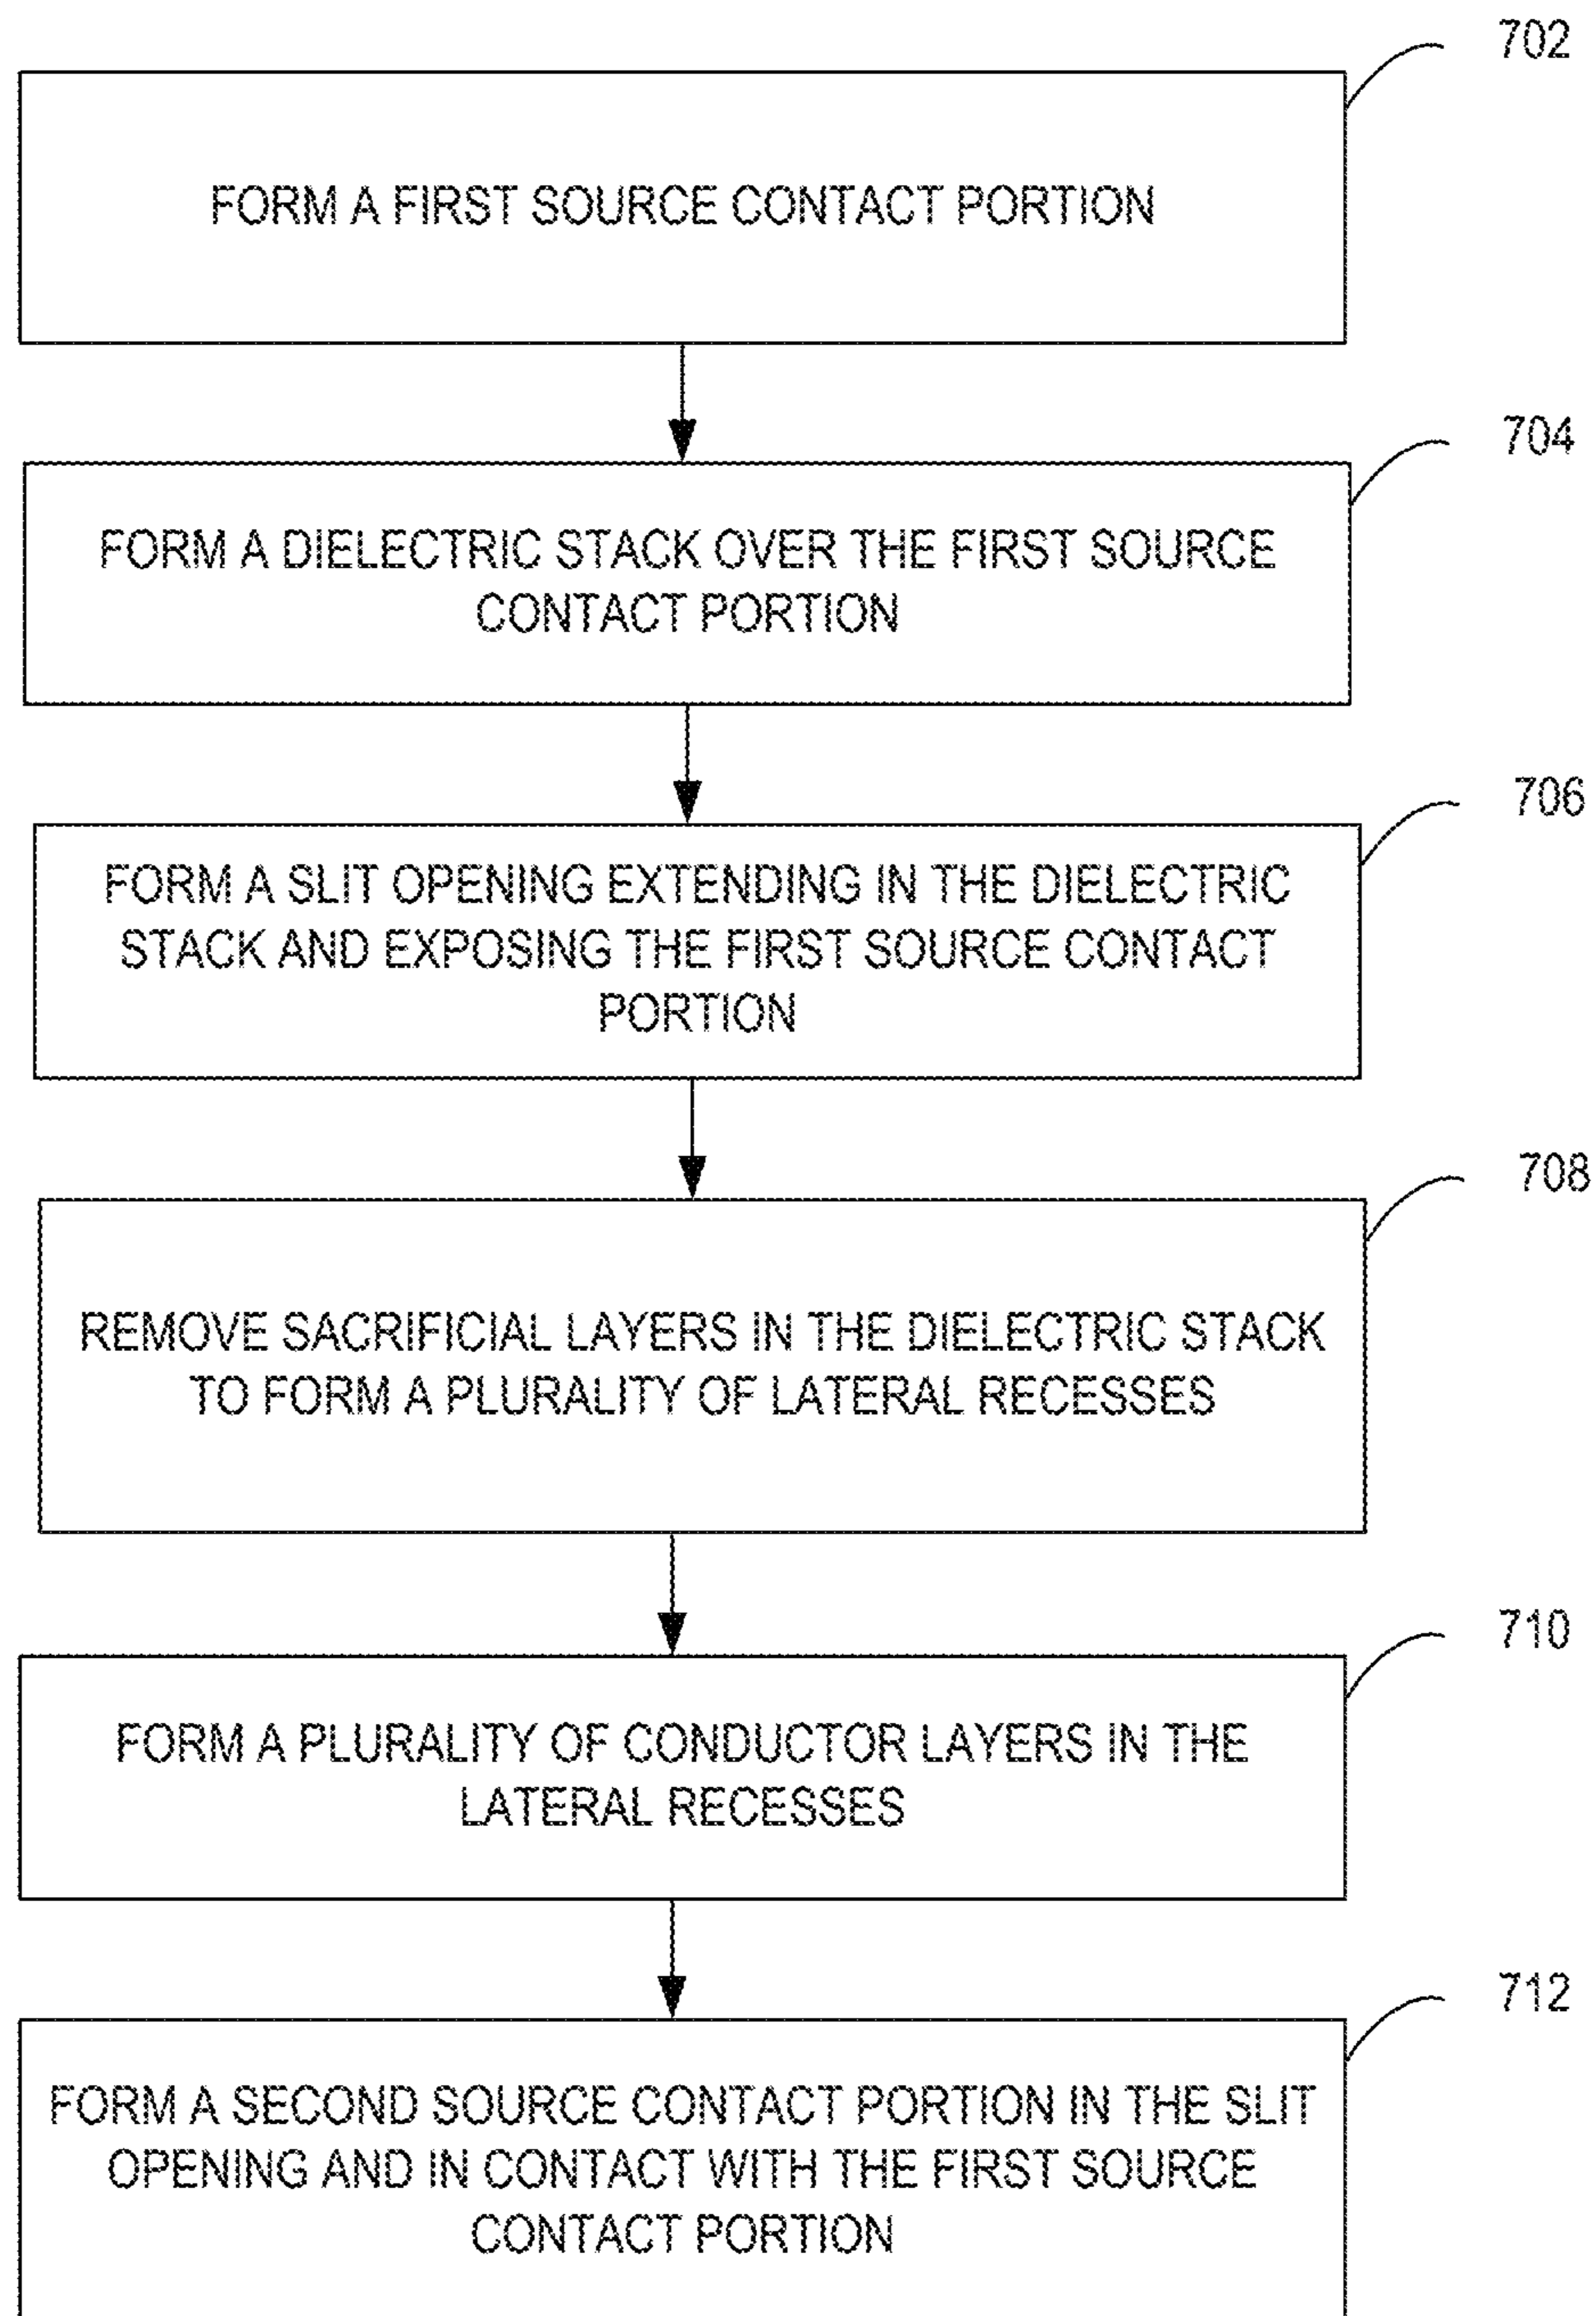 702
FORM A FIRST SOURCE CONTACT PORTION
704
FORM A DIELECTRIC STACK OVER THE FIRST SOURCE
CONTACT PORTION
706
FORM A SLIT OPENING EXTENDING IN THE DIELECTRIC
STACK AND EXPOSING THE FIRST SOURCE CONTACT
PORTION
708
REMOVE SACRIFICIAL LAYERS IN THE DIELECTRIC STACK
TO FORM A PLURALITY OF LATERAL RECESSES
710
FORM A PLURALITY OF CONDUCTOR LAYERS IN THE
LATERAL RECESSES
712
FORM A SECOND SOURCE CONTACT PORTION IN THE SLIT
OPENING AND IN CONTACT WITH THE FIRST SOURCE
CONTACT PORTION